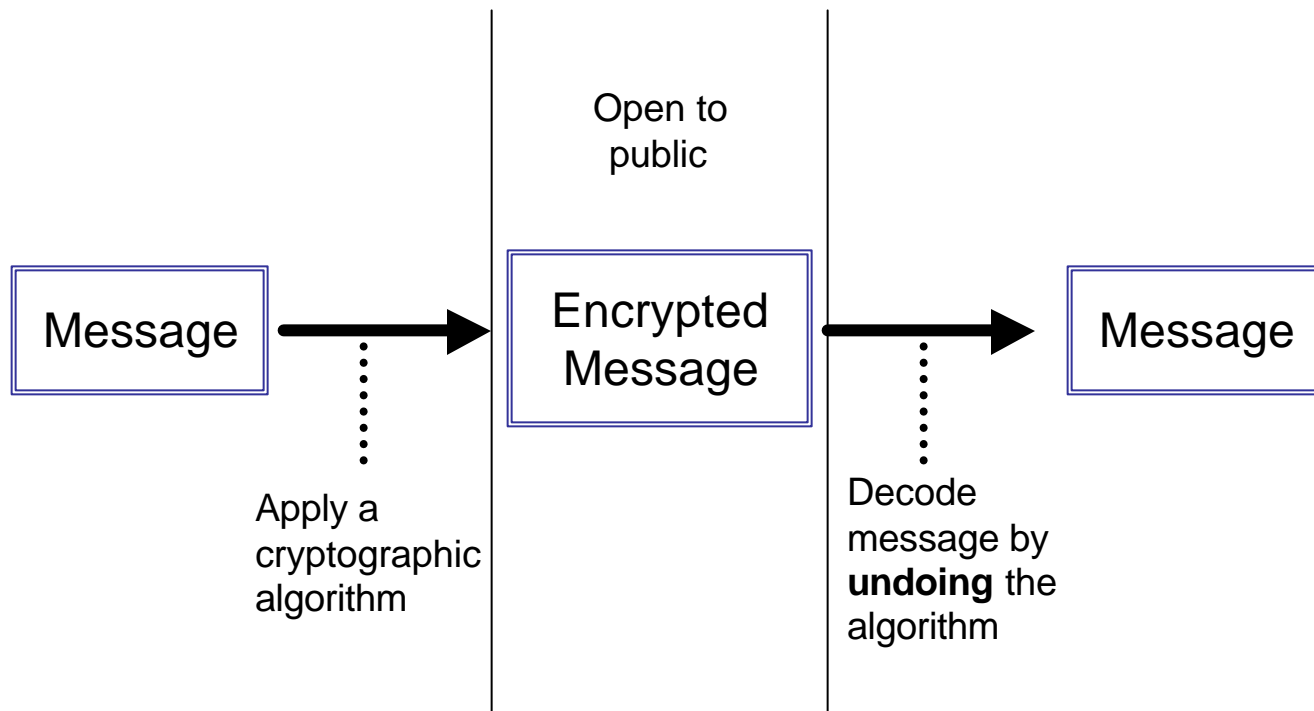 Open to
public
Message
Encrypted
Message
Message
Apply a
cryptographic
algorithm
Decode
message by
undoing the
algorithm